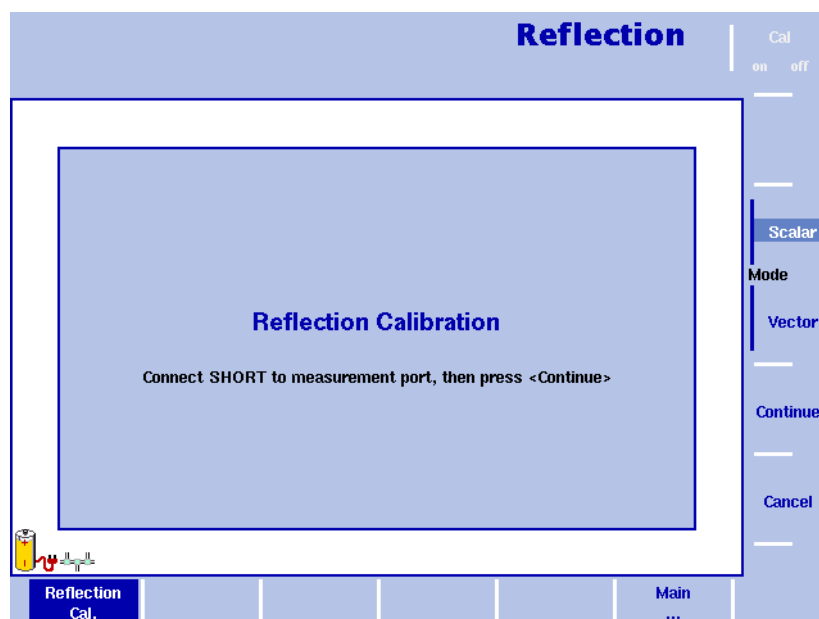 Reflection
Cal
on off
Scalar
Mode
Vector
Continue
Cancel
Reflection Calibration
Connect SHORT to measurement port, then press <Continue>
Reflection
Cal.
Main
...